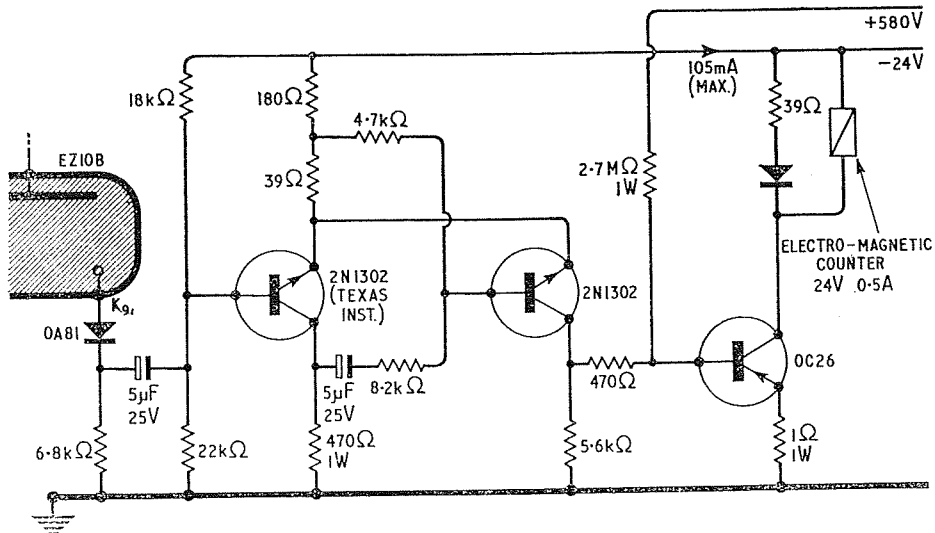 +580V
105mA
(MAX.)
-24V
18kΩ
180Ω
4·7kΩ
39Ω
EZ10B
39Ω
2·7MΩ
1W
ELECTRO-MAGNETIC
COUNTER
24V 0·5A
2N1302
(TEXAS
INST.)
2N1302
K9,
OA81
OC26
5µF
25V
5µF
25V
8·2kΩ
470Ω
6·8kΩ
22kΩ
470Ω
1W
5·6kΩ
1Ω
1W